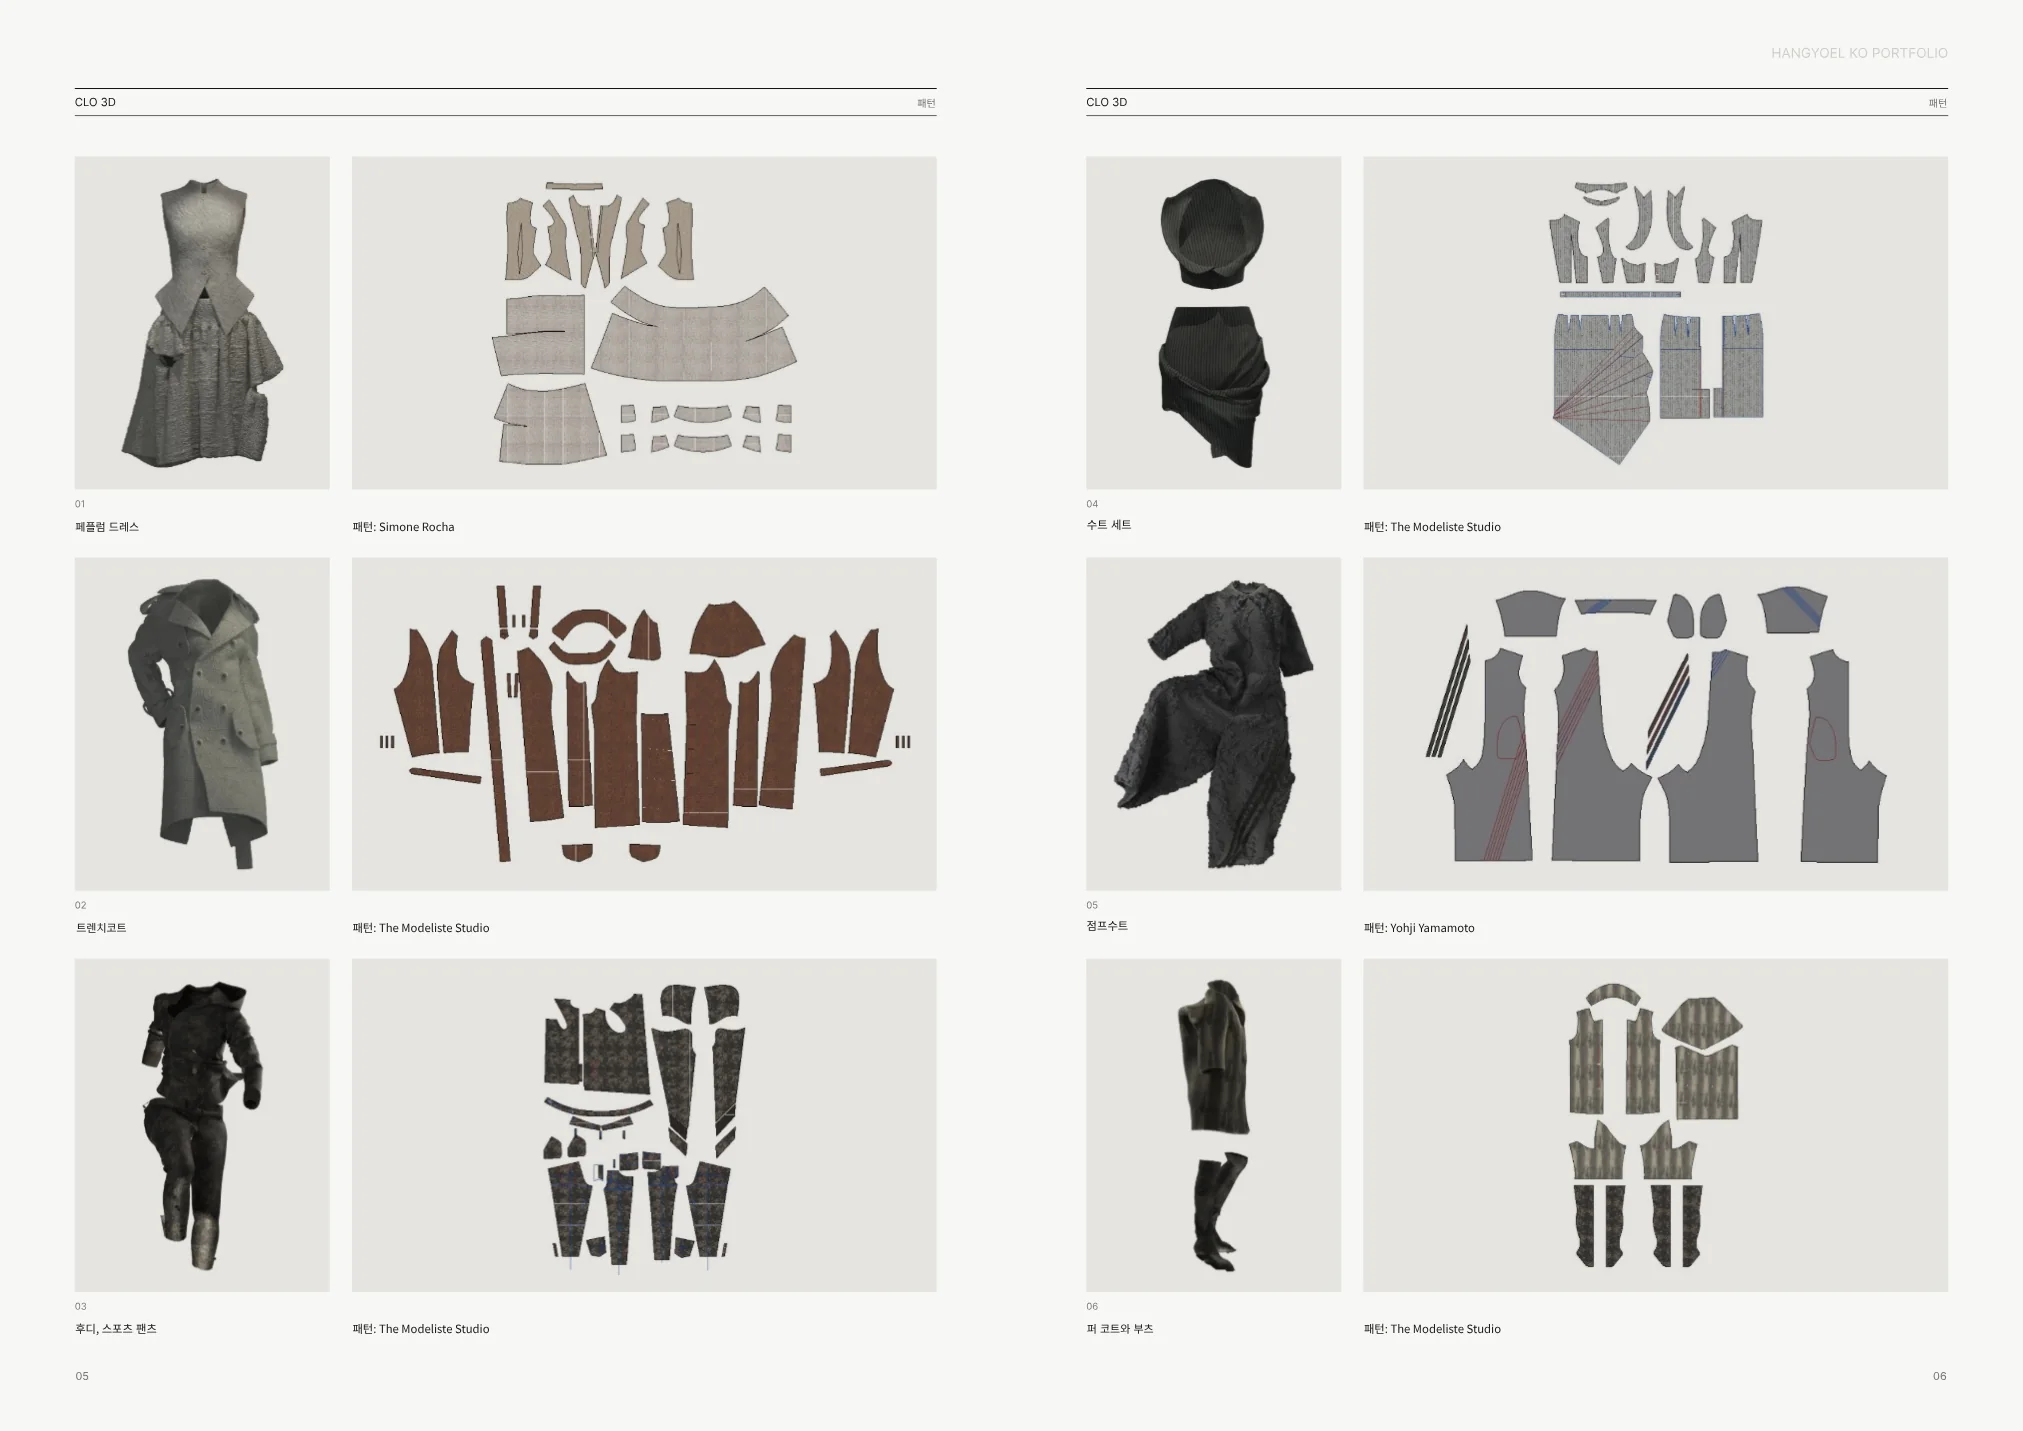 HANGYOEL KO PORTFOLIO
CLO 3D
패턴
01
페플럼 드레스
패턴: Simone Rocha
02
트렌치코트
패턴: The Modeliste Studio
03
후디, 스포츠 팬츠
패턴: The Modeliste Studio
05
CLO 3D
패턴
04
수트 세트
패턴: The Modeliste Studio
05
점프수트
패턴: Yohji Yamamoto
06
퍼 코트와 부츠
패턴: The Modeliste Studio
06